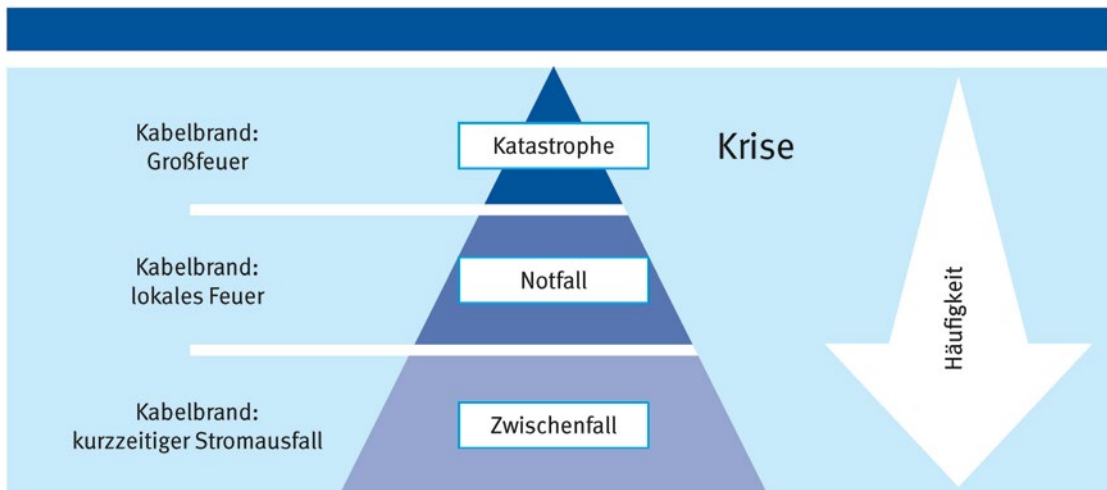 Kabelbrand:
Großfeuer
Katastrophe
Krise
Kabelbrand:
lokales Feuer
Notfall
Häufigkeit
Kabelbrand:
kurzzeitiger Stromausfall
Zwischenfall